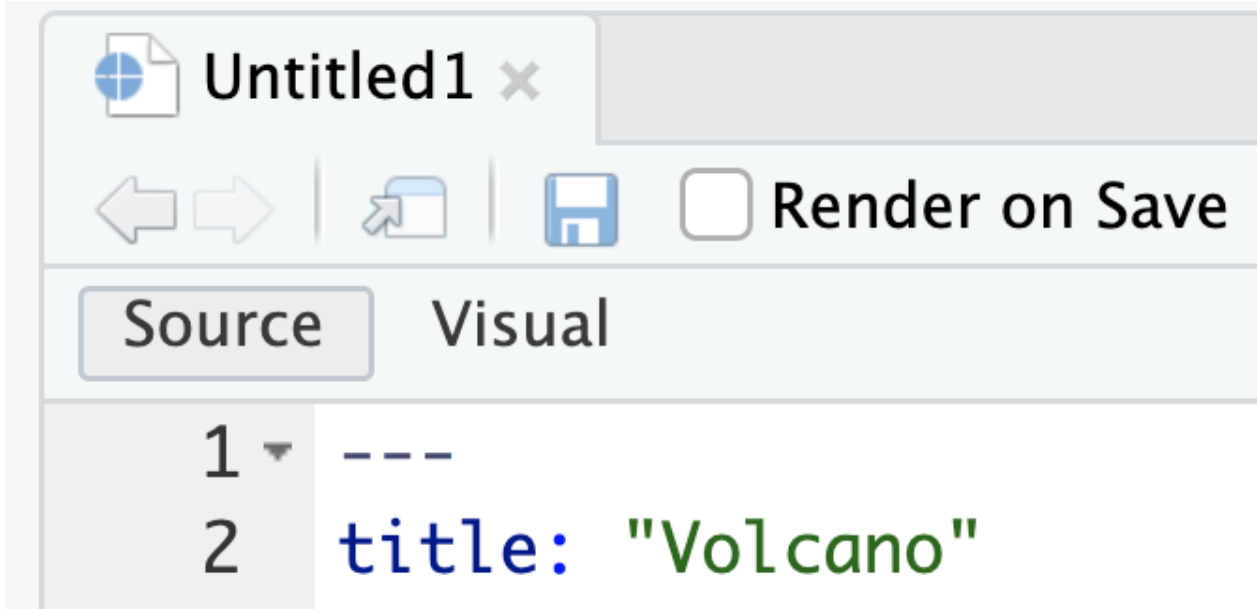 Untitled1
Render on Save
Source Visual
1 ---
2 title: "Volcano"